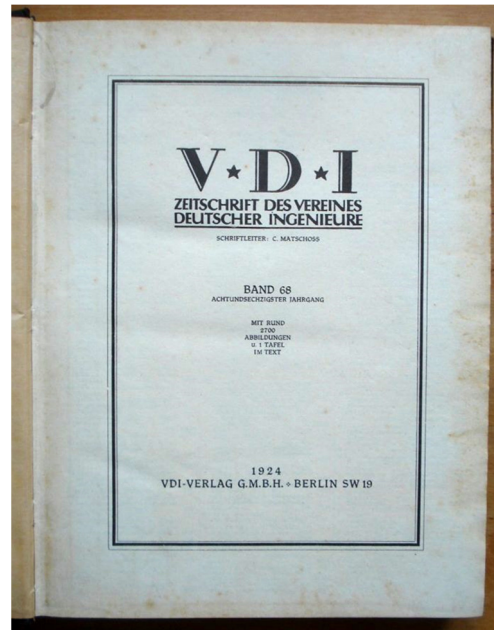 V ★ D ★ I
ZEITSCHRIFT DES VEREINES
DEUTSCHER INGENIEURE
SCHRIFTLEITER: C. MATSCHOSS
BAND 68
ACHTUNDSECHZIGSTER JAHRGANG
MIT RUND
2700
ABBILDUNGEN
U. 1 TAFEL
IM TEXT
1924
VDI-VERLAG G.M.B.H. ⋄ BERLIN SW 19